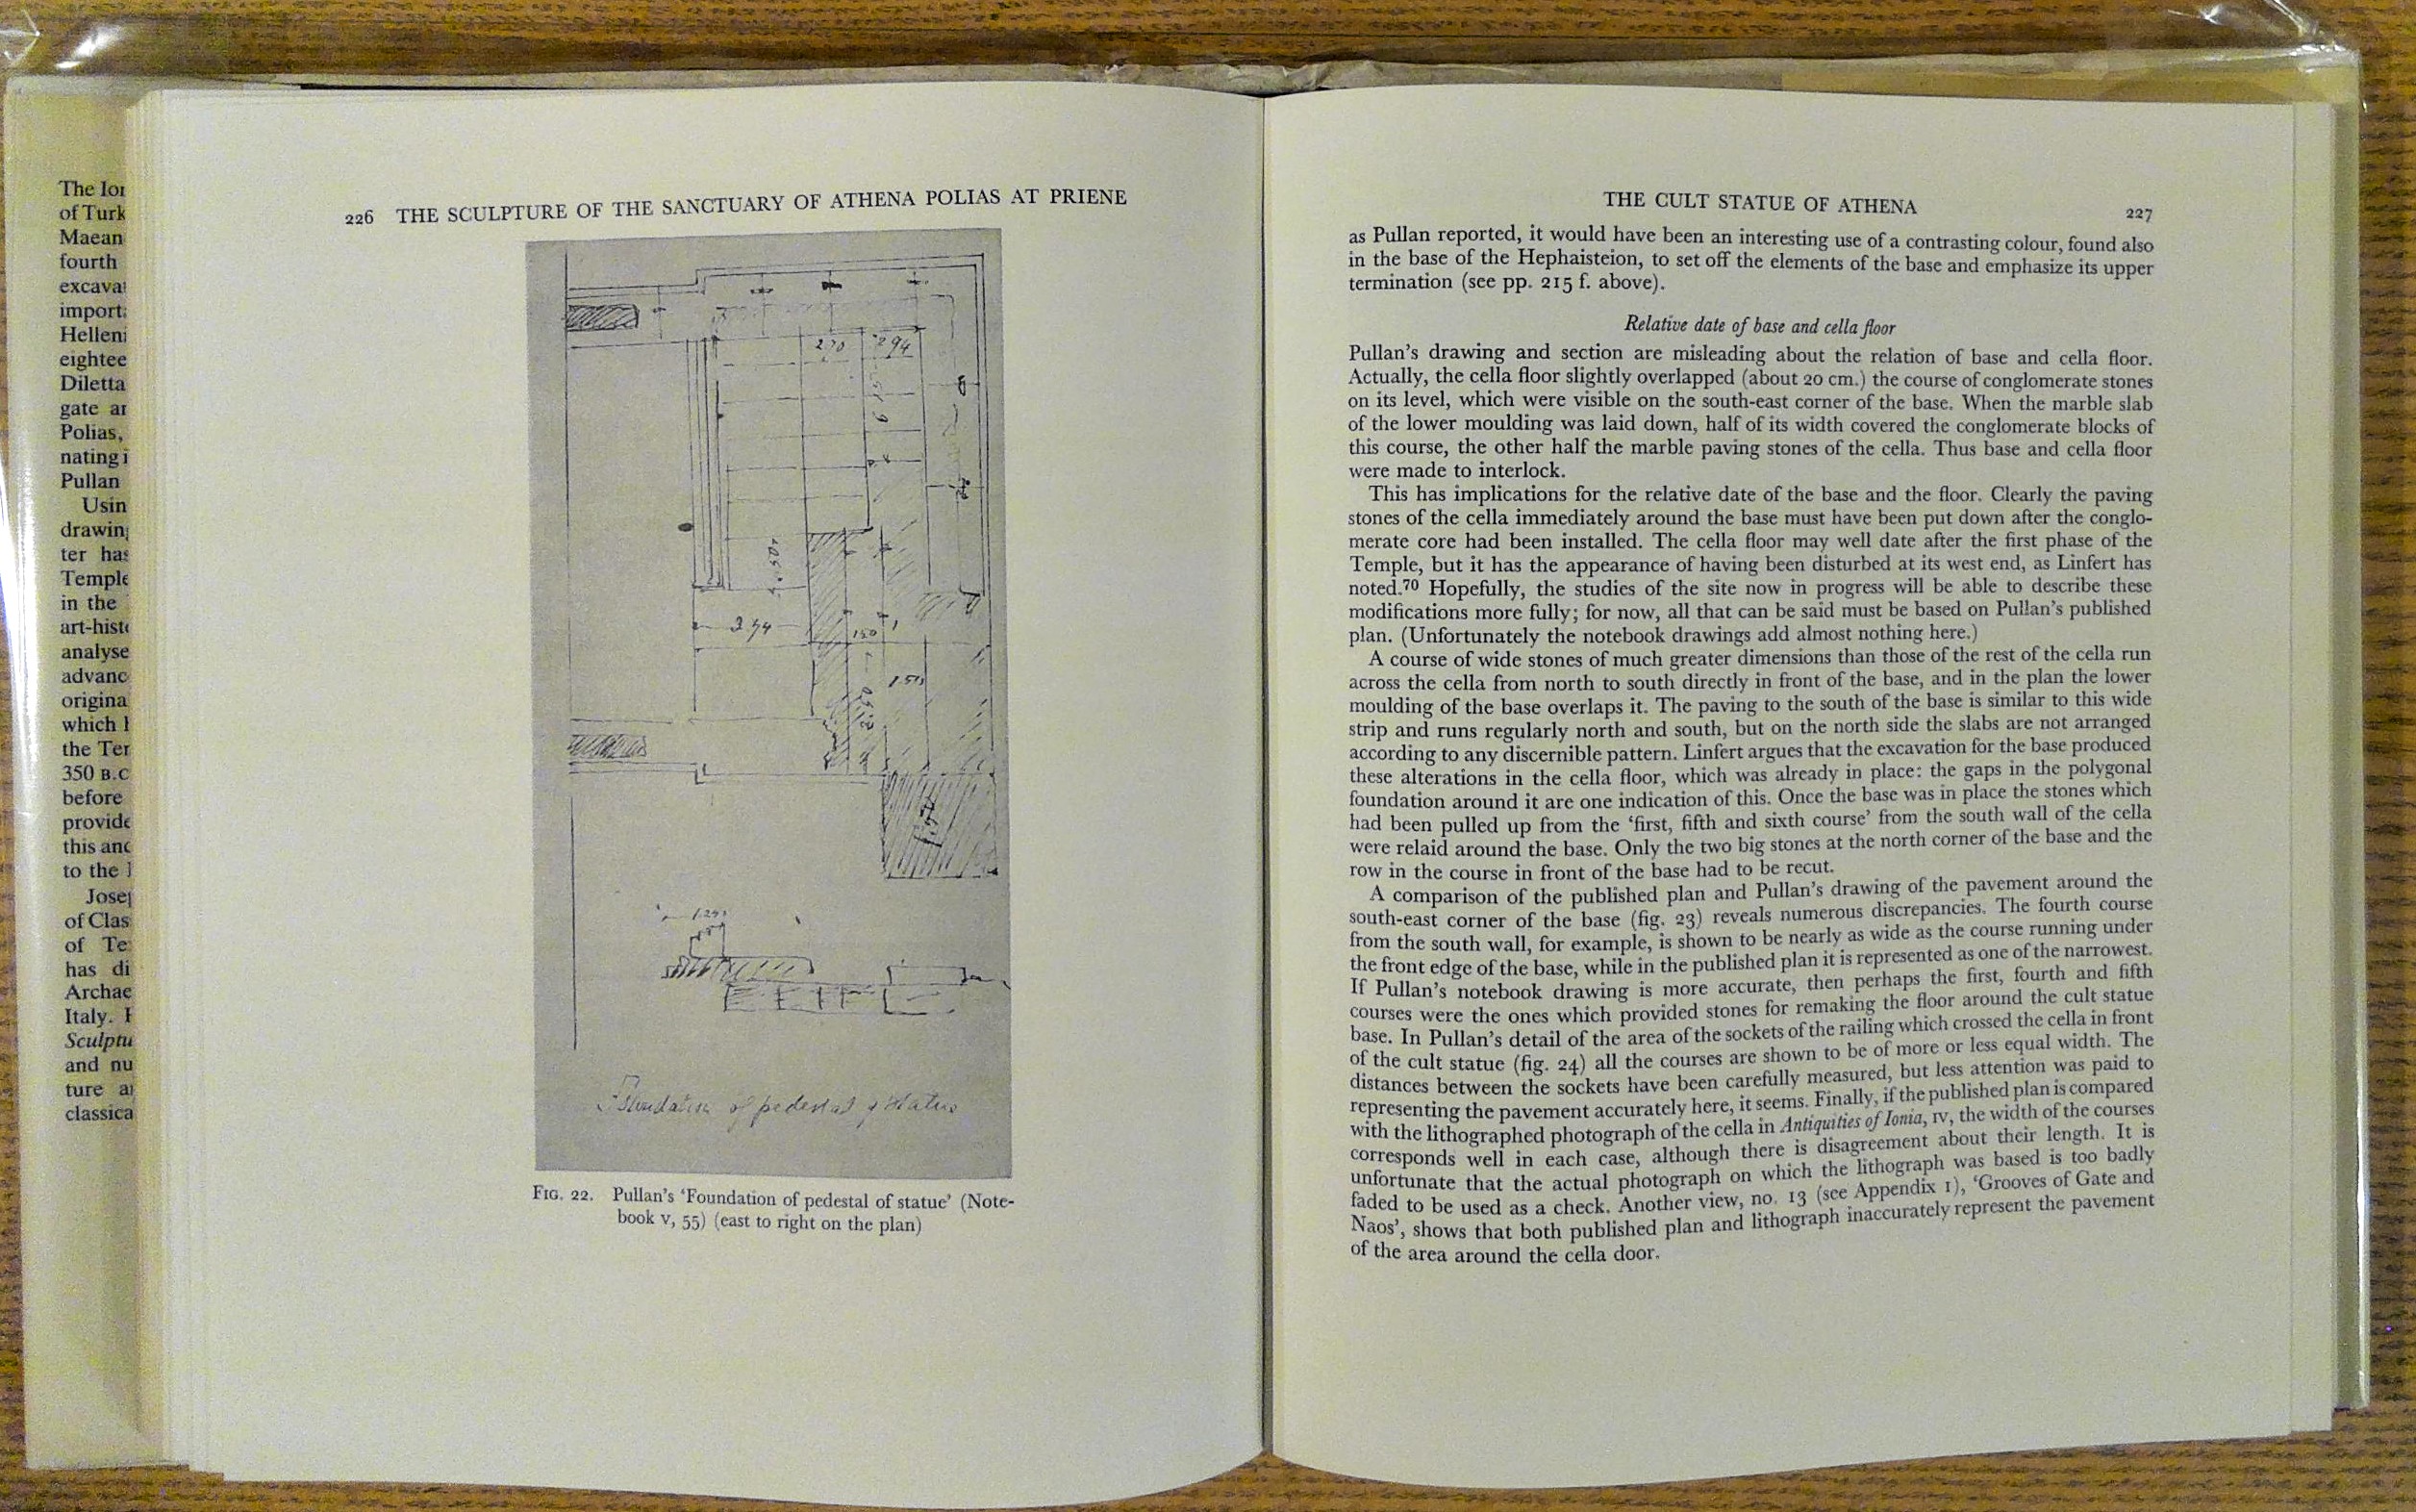 The Ion
of Turk
Maean
fourth
excava
import
Helleni
eightee
Diletta
gate an
Polias,
nating i
Pullan
Usin
drawin
ter has
Temple
in the
art-hist
analyse
advanc
origina
which
the Ter
350 B.C
before
provide
this and
to the
Josep
of Clas
of Te
has di
Archae
Italy.
Sculptu
and nu
ture a
classica
226 THE SCULPTURE OF THE SANCTUARY OF ATHENA POLIAS AT PRIENE
2.70 2.94
3.94
150
1.29
Foundation of pedestal of statue
FIG. 22. Pullan's 'Foundation of pedestal of statue' (Note-
book V, 55) (east to right on the plan)
THE CULT STATUE OF ATHENA 227
as Pullan reported, it would have been an interesting use of a contrasting colour, found also
in the base of the Hephaisteion, to set off the elements of the base and emphasize its upper
termination (see pp. 215 f. above).
Relative date of base and cella floor
Pullan's drawing and section are misleading about the relation of base and cella floor.
Actually, the cella floor slightly overlapped (about 20 cm.) the course of conglomerate stones
on its level, which were visible on the south-east corner of the base. When the marble slab
of the lower moulding was laid down, half of its width covered the conglomerate blocks of
this course, the other half the marble paving stones of the cella. Thus base and cella floor
were made to interlock.
This has implications for the relative date of the base and the floor. Clearly the paving
stones of the cella immediately around the base must have been put down after the conglo-
merate core had been installed. The cella floor may well date after the first phase of the
Temple, but it has the appearance of having been disturbed at its west end, as Linfert has
noted.70 Hopefully, the studies of the site now in progress will be able to describe these
modifications more fully; for now, all that can be said must be based on Pullan's published
plan. (Unfortunately the notebook drawings add almost nothing here.)
A course of wide stones of much greater dimensions than those of the rest of the cella run
across the cella from north to south directly in front of the base, and in the plan the lower
moulding of the base overlaps it. The paving to the south of the base is similar to this wide
strip and runs regularly north and south, but on the north side the slabs are not arranged
according to any discernible pattern. Linfert argues that the excavation for the base produced
these alterations in the cella floor, which was already in place: the gaps in the polygonal
foundation around it are one indication of this. Once the base was in place the stones which
had been pulled up from the 'first, fifth and sixth course' from the south wall of the cella
were relaid around the base. Only the two big stones at the north corner of the base and the
row in the course in front of the base had to be recut.
A comparison of the published plan and Pullan's drawing of the pavement around the
south-east corner of the base (fig. 23) reveals numerous discrepancies. The fourth course
from the south wall, for example, is shown to be nearly as wide as the course running under
the front edge of the base, while in the published plan it is represented as one of the narrowest.
If Pullan's notebook drawing is more accurate, then perhaps the first, fourth and fifth
courses were the ones which provided stones for remaking the floor around the cult statue
base. In Pullan's detail of the area of the sockets of the railing which crossed the cella in front
of the cult statue (fig. 24) all the courses are shown to be of more or less equal width. The
distances between the sockets have been carefully measured, but less attention was paid to
representing the pavement accurately here, it seems. Finally, if the published plan is compared
with the lithographed photograph of the cella in Antiquities of Ionia, IV, the width of the courses
corresponds well in each case, although there is disagreement about their length. It is
unfortunate that the actual photograph on which the lithograph was based is too badly
faded to be used as a check. Another view, no. 13 (see Appendix 1), 'Grooves of Gate and
Naos', shows that both published plan and lithograph inaccurately represent the pavement
of the area around the cella door.